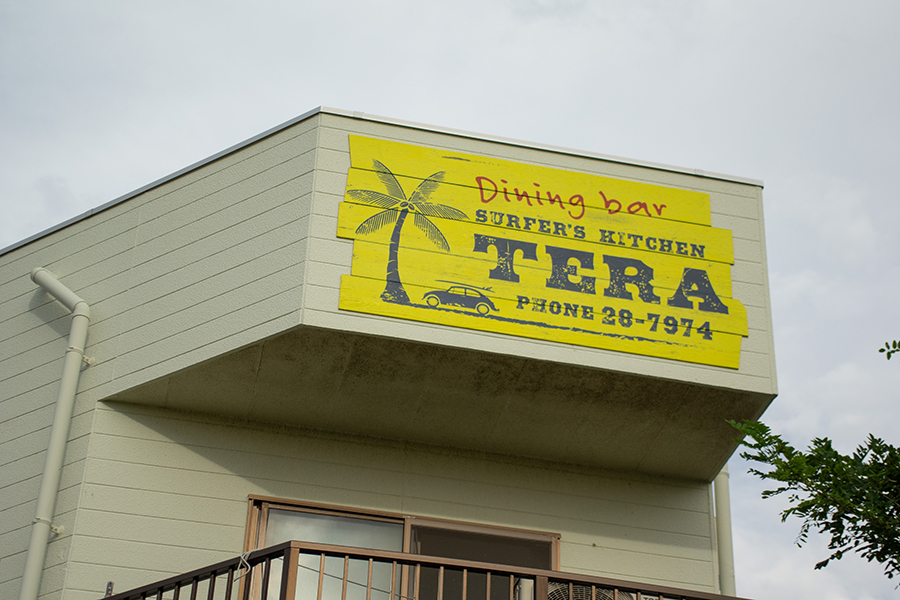 Dining bar
SURFER'S KITCHEN
TERA
PHONE 28-7974